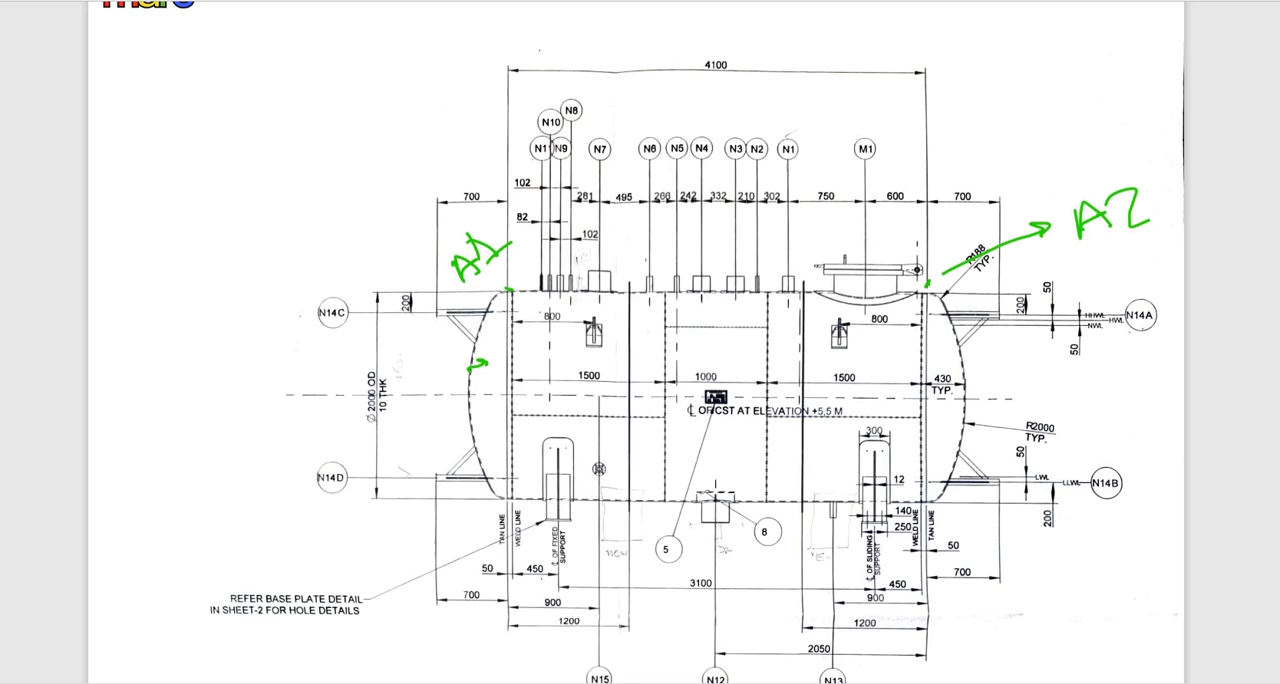 4100
N8
N10
N11 N9 N7 N6 N5 N4 N3 N2 N1 M1
102
700 281 495 266 242 332 210 302 750 600 700
82
102
A1
A2
R188
TYP.
200
200
50
N14C
N14A
HHWL
HWL
NWL
50
800
800
1500 1000 1500 430
TYP.
Ø 2000 OD
10 THK
℄ OF CST AT ELEVATION +5.5 M
300
R2000
TYP.
50
N14D
12
LWL
LLWL
N14B
140
250
200
TAN LINE
WELD LINE
℄ OF FIXED
SUPPORT
℄ OF SLIDING
SUPPORT
WELD LINE
TAN LINE
8
5
NEW
50
50 450 3100 450 700
REFER BASE PLATE DETAIL
IN SHEET-2 FOR HOLE DETAILS
700 900 900
1200 1200
2050
N15 N12 N13